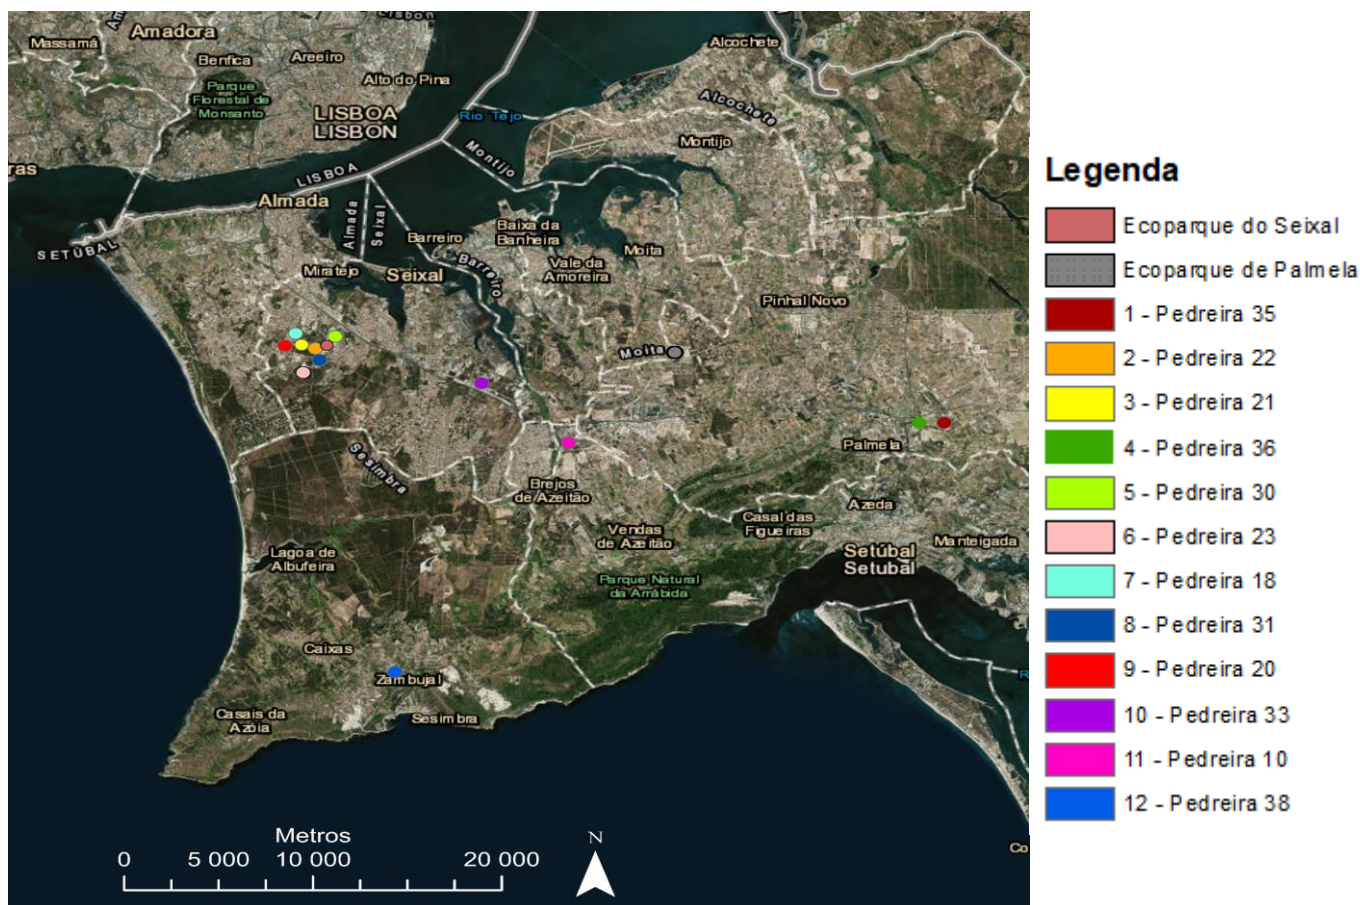 Lisbon
Alcochete
Am
Amadora
Massamá
Benfica
Areeiro
Alto do Pina
Parque
Florestal de
Monsanto
LISBOA
LISBON
Rio Tejo
Alcochete
Montijo
Montijo
ras
LISBOA
Almada
Almada
Seixal
SETÚBAL
Barreiro
Baixa da
Banheira
Moita
Miratejo
Seixal
Barreiro
Vale da
Amoreira
Pinhal Novo
Moita
Palmela
Sesimbra
Brejos
de Azeitão
Azeda
Casal das
Figueiras
Vendas
de Azeitão
Setúbal
Setubal
Manteigada
Lagoa de
Albufeira
Parque Natural
da Arrábida
Caixas
Zambujal
R
Casais da
Azóia
Sesimbra
Co
Metros
0 5 000 10 000 20 000
N
Legenda
Ecoparque do Seixal
Ecoparque de Palmela
1 - Pedreira 35
2 - Pedreira 22
3 - Pedreira 21
4 - Pedreira 36
5 - Pedreira 30
6 - Pedreira 23
7 - Pedreira 18
8 - Pedreira 31
9 - Pedreira 20
10 - Pedreira 33
11 - Pedreira 10
12 - Pedreira 38